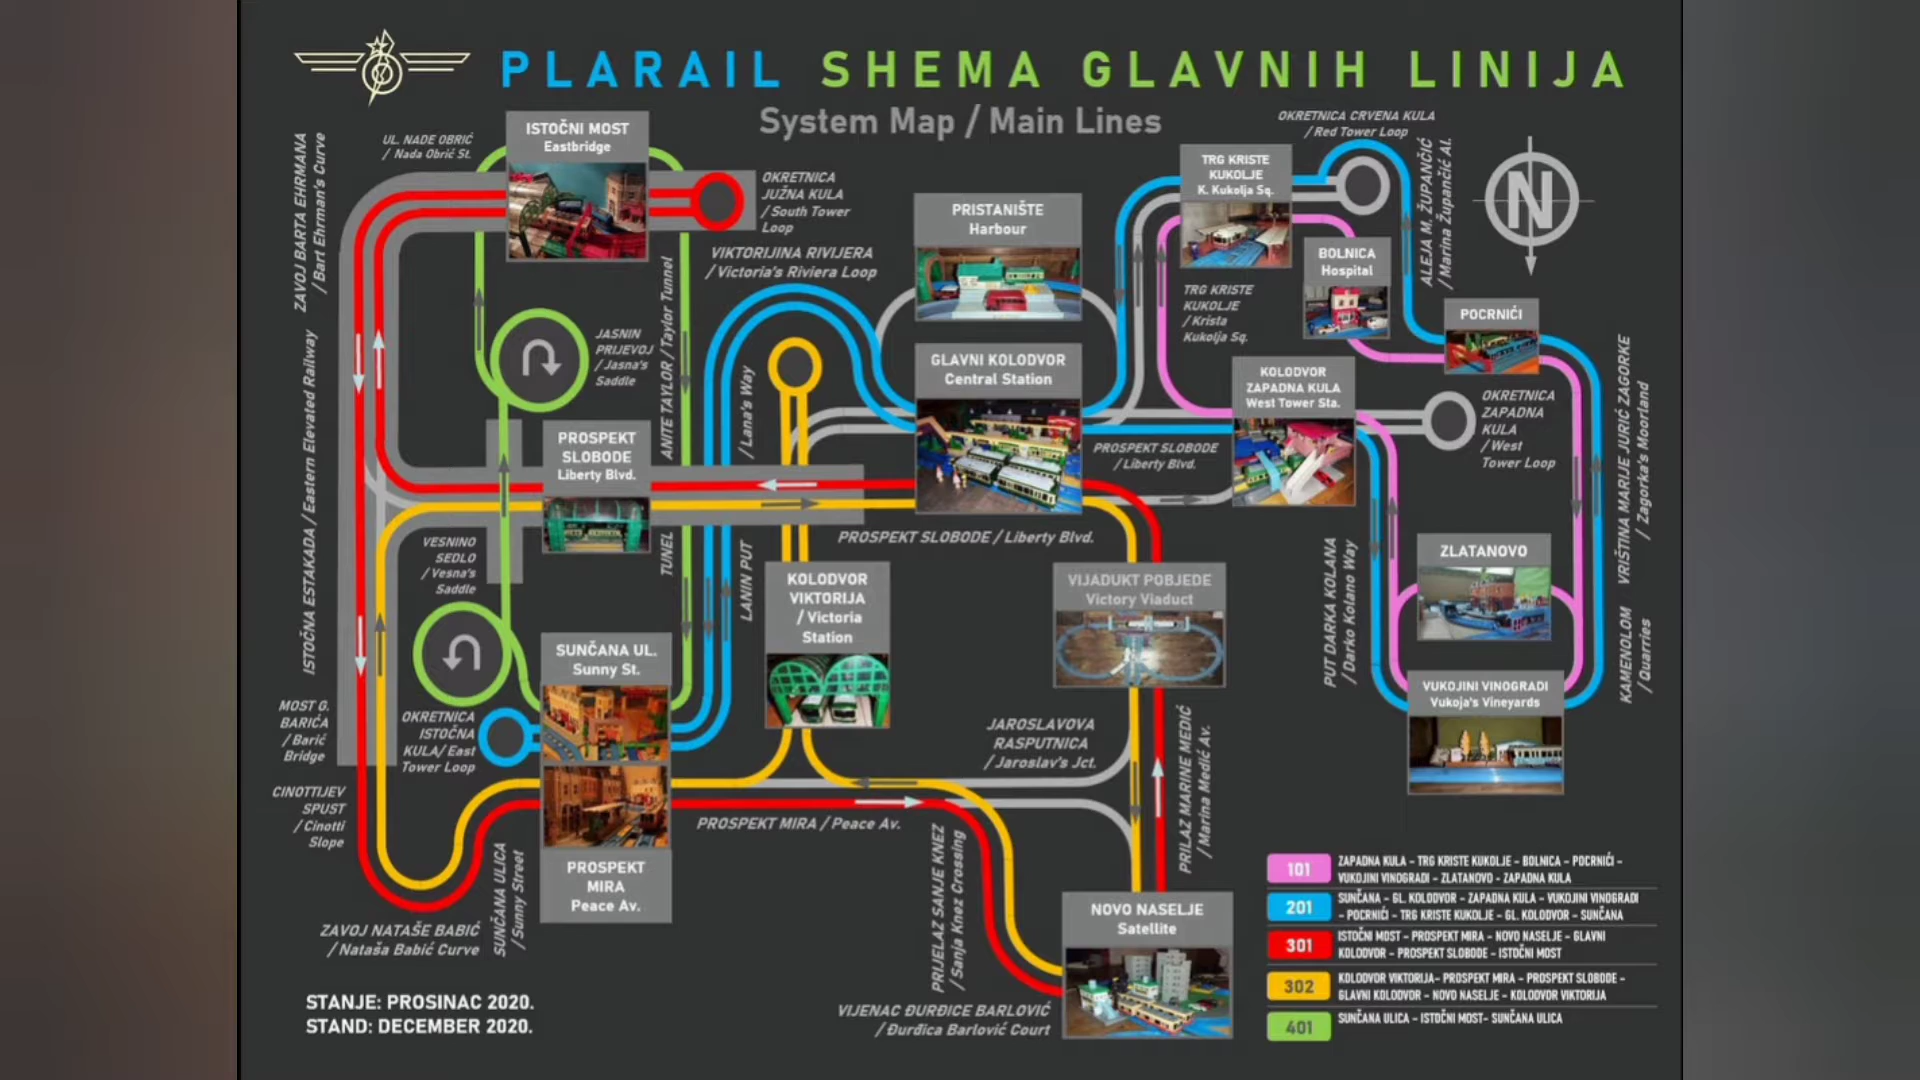 PLARAIL SHEMA GLAVNIH LINIJA
System Map / Main Lines
ZAVOJ BARTA EHRMANA
/ Bart Ehrman's Curve
UL. NADE OBRIĆ
/ Nada Obrić St.
ISTOČNI MOST
Eastbridge
OKRETNICA
JUŽNA KULA
/ South Tower
Loop
VIKTORIJINA RIVIJERA
/ Victoria's Riviera Loop
PRISTANIŠTE
Harbour
TRG KRISTE
KUKOLJE
K. Kukolja Sq.
OKRETNICA CRVENA KULA
/ Red Tower Loop
ALEJA M. ŽUPANČIĆ
/ Marina Župančić Al.
N
BOLNICA
Hospital
TRG KRISTE
KUKOLJE
/ Krista
Kukolja Sq.
POCRNIĆI
ISTOČNA ESTAKADA / Eastern Elevated Railway
JASNIN
PRIJEVOJ
/ Jasna's
Saddle
TUNEL ANITE TAYLOR / Taylor Tunnel
LANIN PUT / Lana's Way
GLAVNI KOLODVOR
Central Station
KOLODVOR
ZAPADNA KULA
West Tower Sta.
OKRETNICA
ZAPADNA
KULA
/ West
Tower Loop
VRIŠTINA MARIJE JURIĆ ZAGORKE
/ Zagorka's Moorland
PROSPEKT
SLOBODE
Liberty Blvd.
PROSPEKT SLOBODE
/ Liberty Blvd.
PROSPEKT SLOBODE / Liberty Blvd.
VESNINO
SEDLO
/ Vesna's
Saddle
KOLODVOR
VIKTORIJA
/ Victoria
Station
VIJADUKT POBJEDE
Victory Viaduct
PUT DARKA KOLANA
/ Darko Kolano Way
ZLATANOVO
KAMENOLOM
/ Quarries
SUNČANA UL.
Sunny St.
VUKOJINI VINOGRADI
Vukoja's Vineyards
MOST G.
BARIĆA
/ Barić
Bridge
OKRETNICA
ISTOČNA
KULA/ East
Tower Loop
JAROSLAVOVA
RASPUTNICA
/ Jaroslav's Jct.
PRILAZ MARINE MEDIĆ
/ Marina Medić Av.
CINOTTIJEV
SPUST
/ Cinotti
Slope
PROSPEKT MIRA / Peace Av.
PROSPEKT
MIRA
Peace Av.
SUNČANA ULICA
/ Sunny Street
PRIJELAZ SANJE KNEZ
/ Sanja Knez Crossing
ZAVOJ NATAŠE BABIĆ
/ Nataša Babić Curve
NOVO NASELJE
Satellite
VIJENAC ĐURĐICE BARLOVIĆ
/ Đurđica Barlović Court
STANJE: PROSINAC 2020.
STAND: DECEMBER 2020.
101 ZAPADNA KULA – TRG KRISTE KUKOLJE – BOLNICA – POCRNIĆI –
VUKOJINI VINOGRADI – ZLATANOVO - ZAPADNA KULA
201 SUNČANA – GL. KOLODVOR – ZAPADNA KULA – VUKOJINI VINOGRADI
– POCRNIĆI – TRG KRISTE KUKOLJE – GL. KOLODVOR – SUNČANA
301 ISTOČNI MOST – PROSPEKT MIRA – NOVO NASELJE – GLAVNI
KOLODVOR – PROSPEKT SLOBODE – ISTOČNI MOST
302 KOLODVOR VIKTORIJA– PROSPEKT MIRA – PROSPEKT SLOBODE –
GLAVNI KOLODVOR – NOVO NASELJE – KOLODVOR VIKTORIJA
401 SUNČANA ULICA – ISTOČNI MOST– SUNČANA ULICA